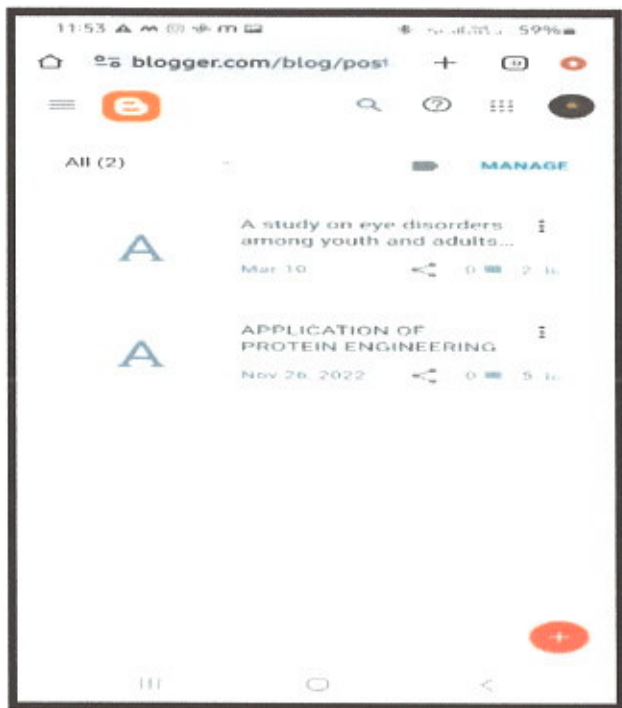 11:53
59%
blogger.com/blog/post
All (2)
MANAGE
A
A study on eye disorders
among youth and adults...
Mar 10
0
2
A
APPLICATION OF
PROTEIN ENGINEERING
Nov 26, 2022
0
5